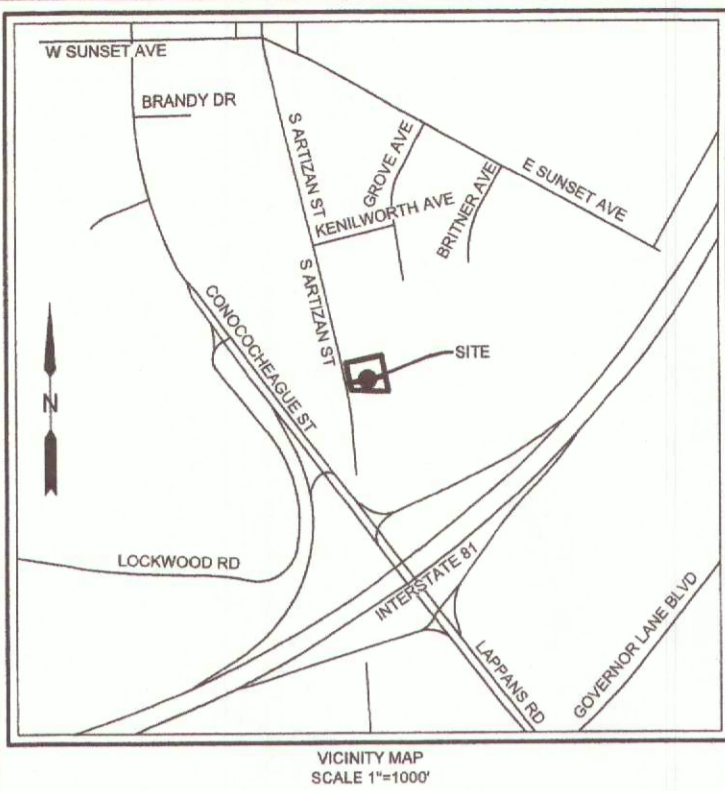 W SUNSET AVE
BRANDY DR
S ARTIZAN ST
GROVE AVE
E SUNSET AVE
KENILWORTH AVE
BRITNER AVE
S ARTIZAN ST
CONOCOCHEAGUE ST
SITE
N
LOCKWOOD RD
INTERSTATE 81
LAPPANS RD
GOVERNOR LANE BLVD
VICINITY MAP
SCALE 1"=1000'